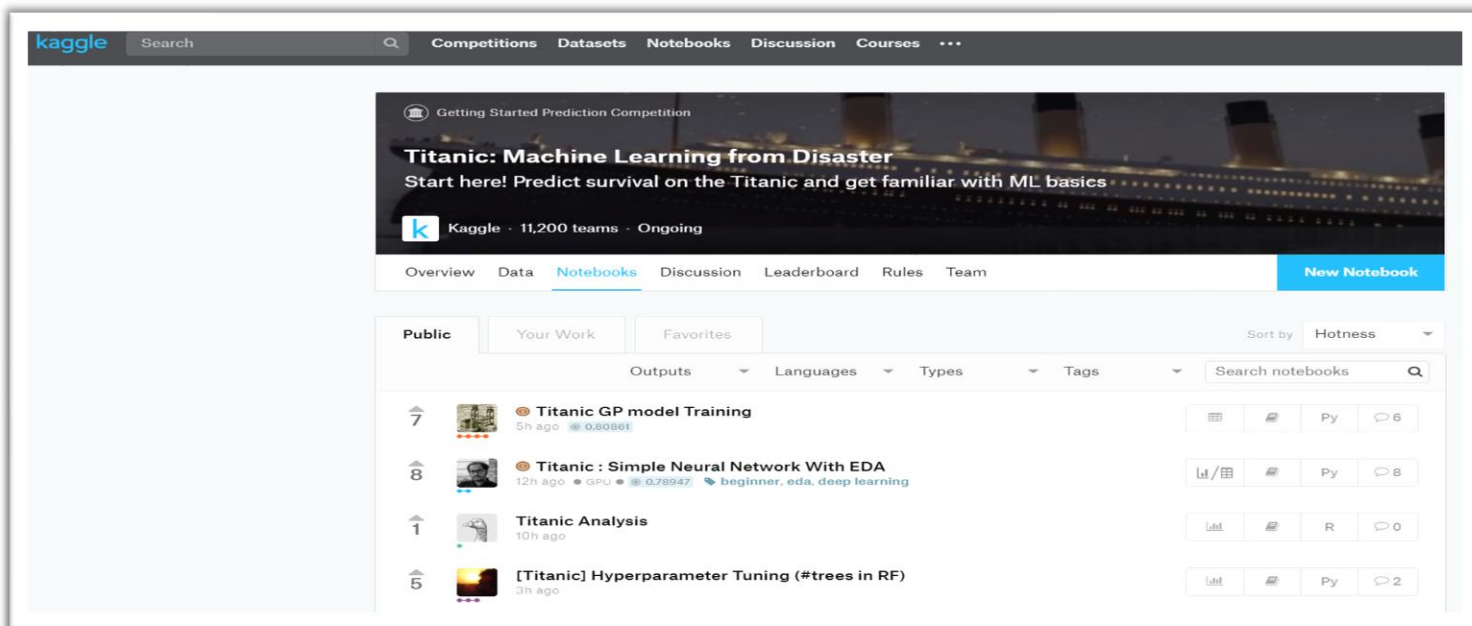 kaggle Search Competitions Datasets Notebooks Discussion Courses •••
Getting Started Prediction Competition
Titanic: Machine Learning from Disaster
Start here! Predict survival on the Titanic and get familiar with ML basics
k Kaggle · 11,200 teams · Ongoing
Overview Data Notebooks Discussion Leaderboard Rules Team New Notebook
Public Your Work Favorites Sort by Hotness
Outputs Languages Types Tags Search notebooks
7 Titanic GP model Training Py 6
5h ago 0.80861
8 Titanic : Simple Neural Network With EDA Py 8
12h ago GPU 0.78947 beginner, eda, deep learning
1 Titanic Analysis R 0
10h ago
5 [Titanic] Hyperparameter Tuning (#trees in RF) Py 2
3h ago